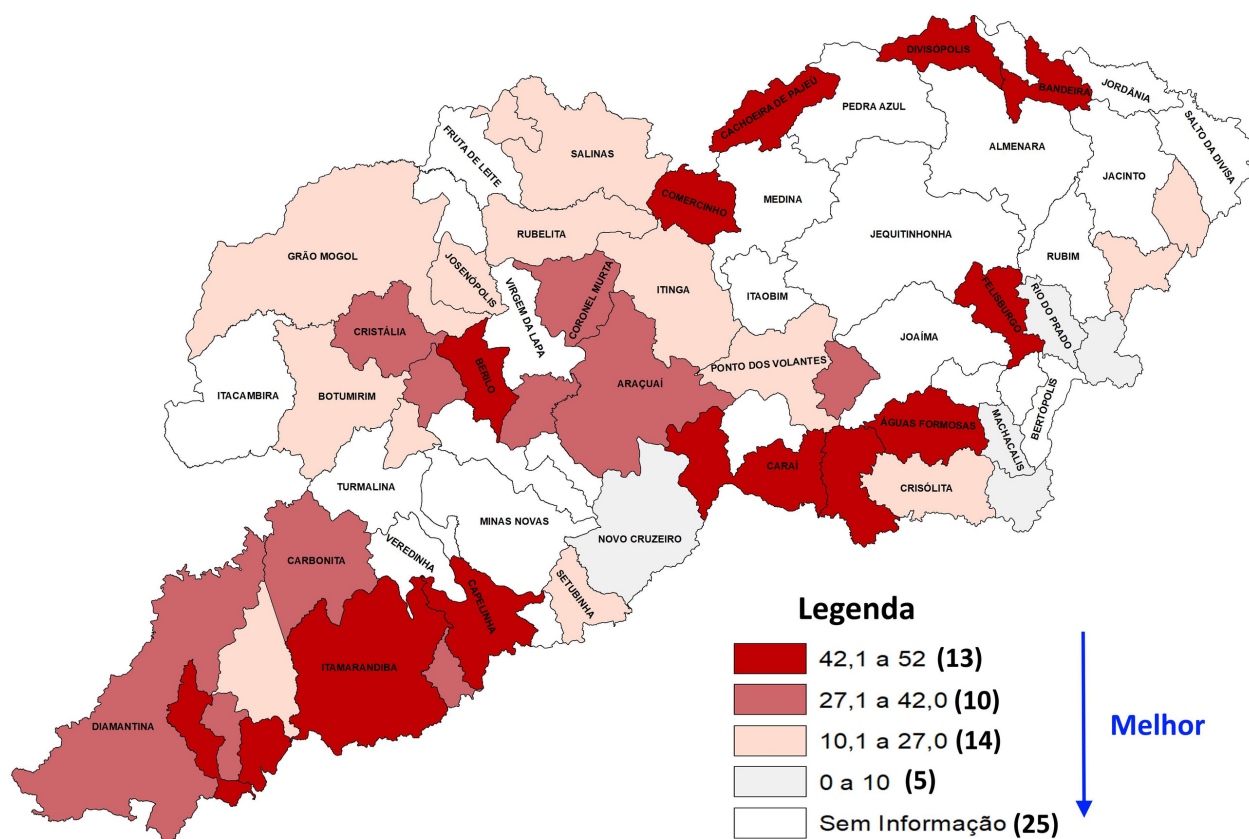 DIVISÓPOLIS
BANDEIRA
JORDÂNIA
CACHOEIRA DE PAJEU
PEDRA AZUL
SALTO DA DIVISA
FRUTA DE LEITE
SALINAS
ALMENARA
JACINTO
COMERCINHO
MEDINA
RUBELITA
JEQUITINHONHA
GRÃO MOGOL
JOSENÓPOLIS
CORONEL MURTA
RUBIM
VIRGEM DA LAPA
ITINGA
ITAOBIM
FELISBURGO
RIO DO PRADO
CRISTÁLIA
JOAÍMA
BERILO
PONTO DOS VOLANTES
ITACAMBIRA
BOTUMIRIM
ARAÇUAÍ
BERTÓPOLIS
ÁGUAS FORMOSAS
MACHACALIS
CARAÍ
TURMALINA
CRISÓLITA
MINAS NOVAS
NOVO CRUZEIRO
VEREDINHA
CARBONITA
SETUBINHA
CAPELINHA
ITAMARANDIBA
DIAMANTINA
Legenda
42,1 a 52 (13)
27,1 a 42,0 (10)
10,1 a 27,0 (14)
0 a 10 (5)
Sem Informação (25)
Melhor